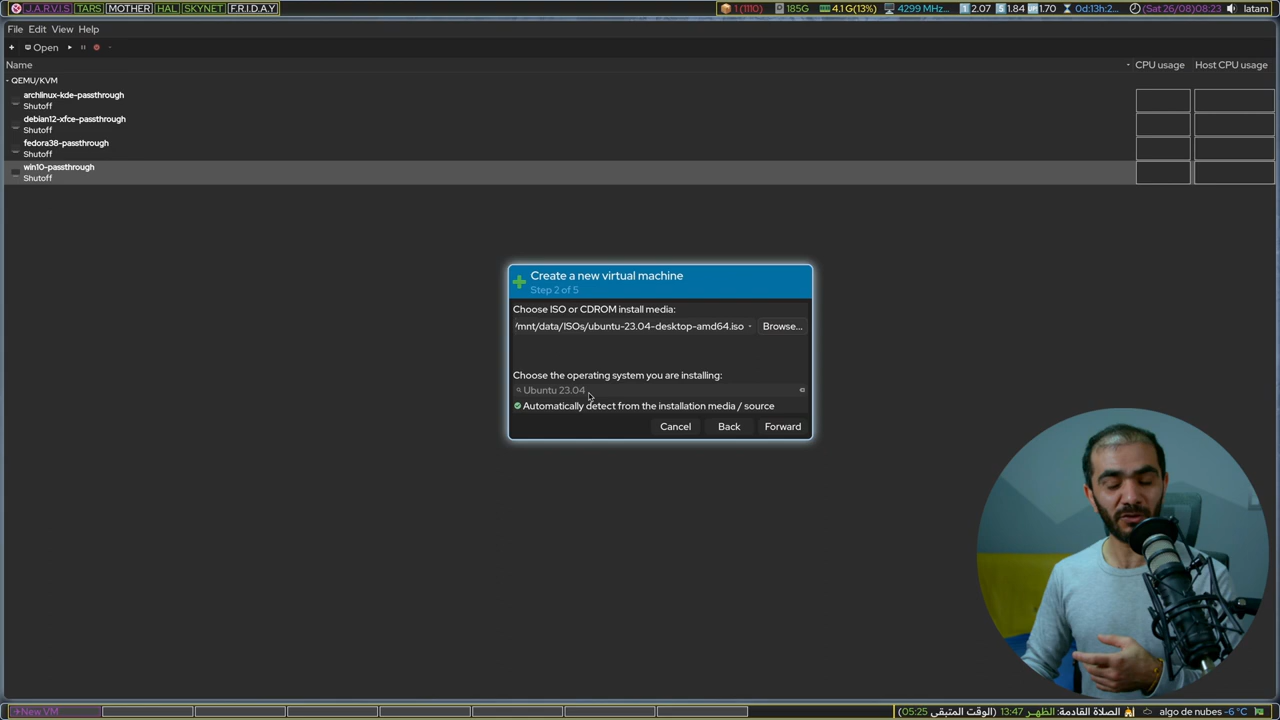 J.A.R.V.I.S TARS MOTHER HAL SKYNET F.R.I.D.A.Y
1 (1110) 185G 4.1 G(13%) 4299 MHz... 1 2.07 5 1.84 1.70 0d:13h:2... (Sat 26/08)08:23 latam
File Edit View Help
Open
Name CPU usage Host CPU usage
QEMU/KVM
archlinux-kde-passthrough
Shutoff
debian12-xfce-passthrough
Shutoff
fedora38-passthrough
Shutoff
win10-passthrough
Shutoff
Create a new virtual machine
Step 2 of 5
Choose ISO or CDROM install media:
/mnt/data/ISOs/ubuntu-23.04-desktop-amd64.iso Browse...
Choose the operating system you are installing:
Ubuntu 23.04
Automatically detect from the installation media / source
Cancel Back Forward
New VM
الصلاة القادمة: الظهر 13:47 (الوقت المتبقي 05:25) algo de nubes -6 °C